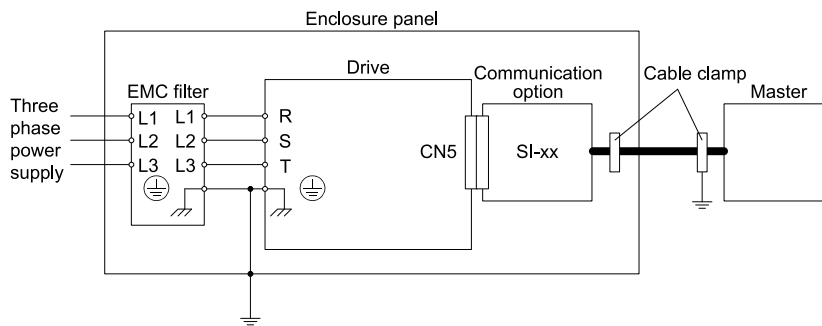 Enclosure panel
Drive
EMC filter
Communication
option
Cable clamp
Master
Three
phase
power
supply
L1 L1 R
L2 L2 S
L3 L3 T
CN5
SI-xx